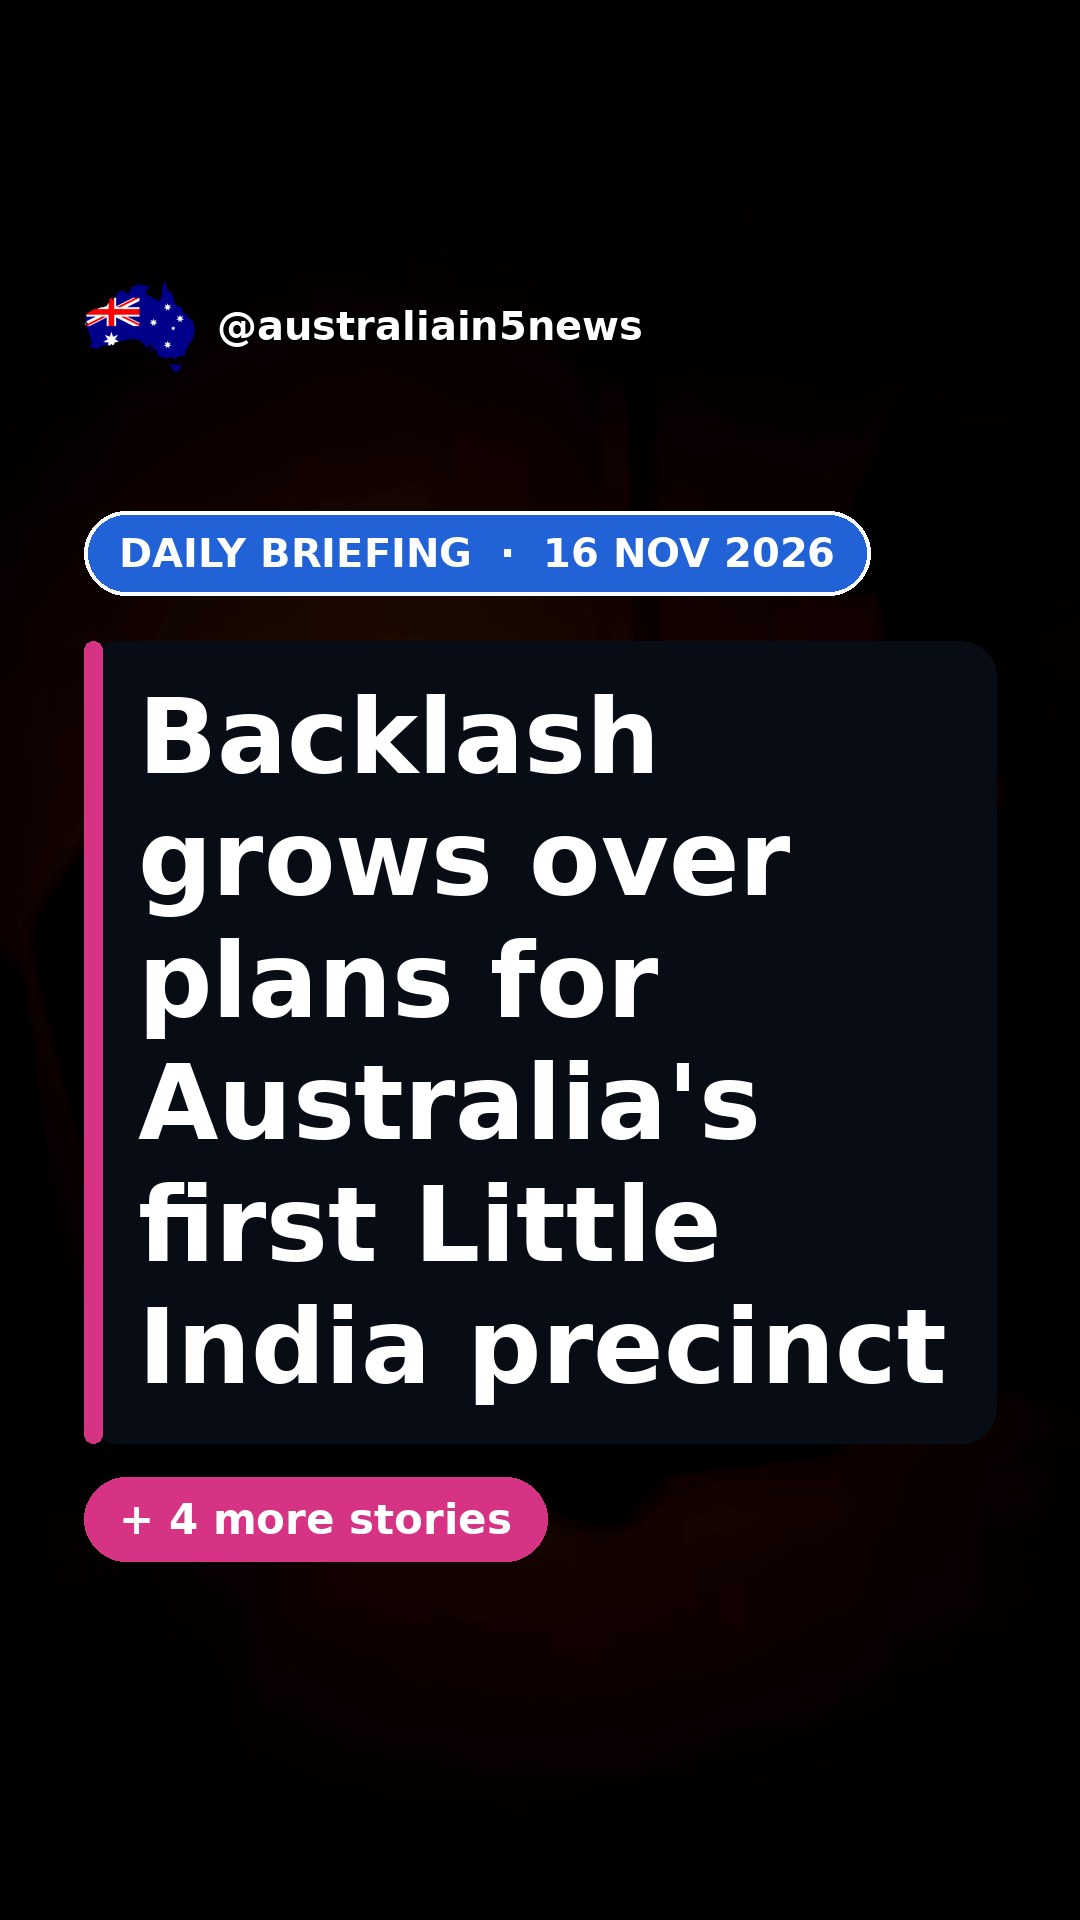 @australiain5news
DAILY BRIEFING · 16 NOV 2026
Backlash
grows over
plans for
Australia's
first Little
India precinct
+ 4 more stories